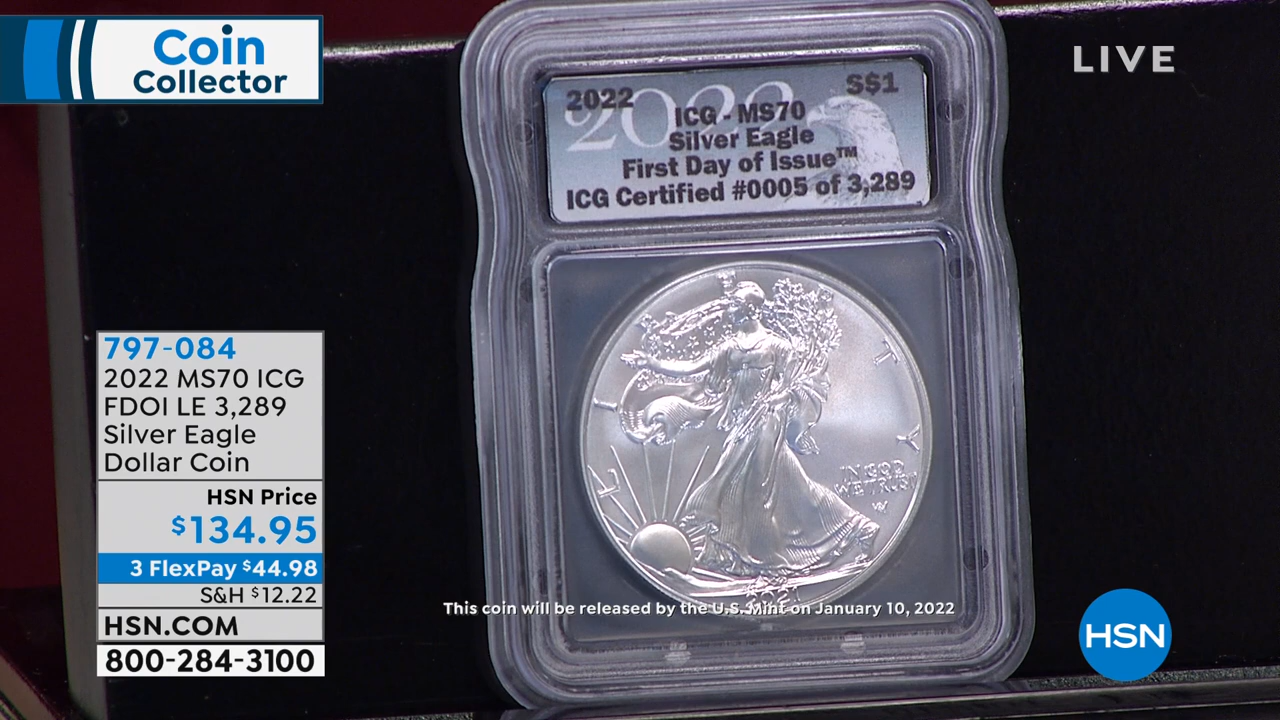 Coin
Collector
LIVE
2022
2022
S$1
ICG - MS70
Silver Eagle
First Day of Issue™
ICG Certified #0005 of 3,289
L I T Y
IN GOD
WE TRUST
797-084
2022 MS70 ICG
FDOI LE 3,289
Silver Eagle
Dollar Coin
HSN Price
$134.95
3 FlexPay $44.98
S&H $12.22
HSN.COM
800-284-3100
This coin will be released by the U.S. Mint on January 10, 2022
HSN